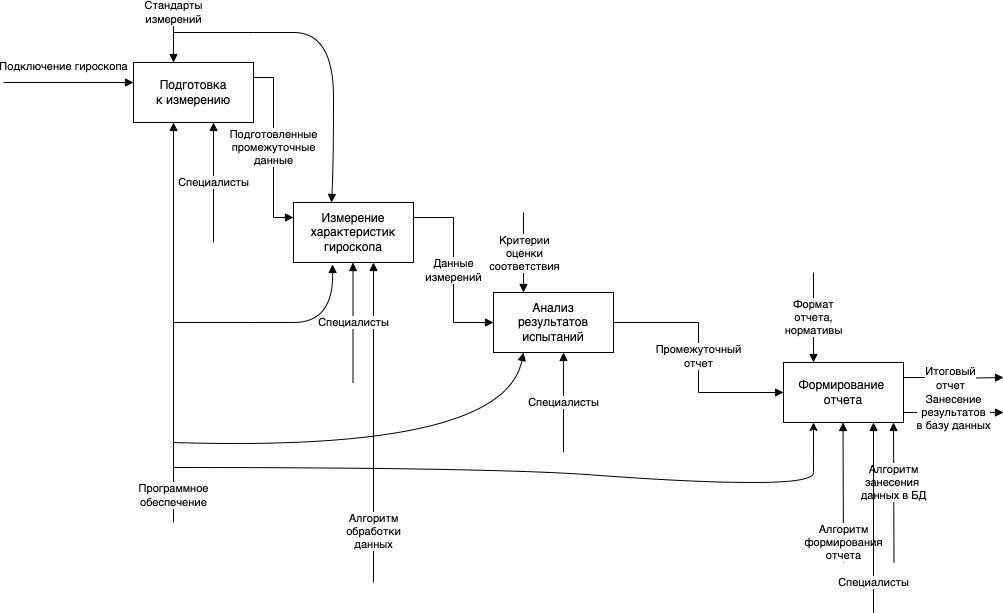 Стандарты
измерений
Подключение гироскопа
Подготовка
к измерению
Подготовленные
промежуточные
данные
Специалисты
Измерение
характеристик
гироскопа
Данные
измерений
Критерии
оценки
соответствия
Специалисты
Анализ
результатов
испытаний
Промежуточный
отчет
Формат
отчета,
нормативы
Формирование
отчета
Итоговый
отчет
Занесение
результатов
в базу данных
Специалисты
Программное
обеспечение
Алгоритм
обработки
данных
Алгоритм
занесения
данных в БД
Алгоритм
формирования
отчета
Специалисты